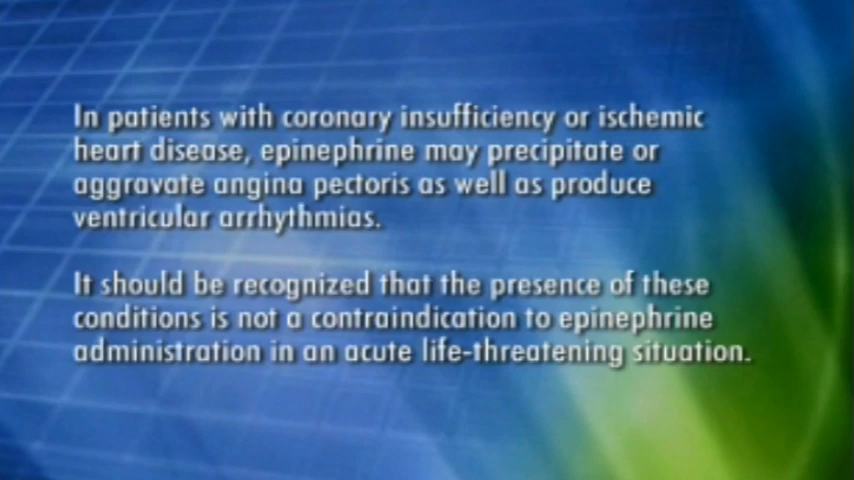 In patients with coronary insufficiency or ischemic
heart disease, epinephrine may precipitate or
aggravate angina pectoris as well as produce
ventricular arrhythmias.
It should be recognized that the presence of these
conditions is not a contraindication to epinephrine
administration in an acute life-threatening situation.